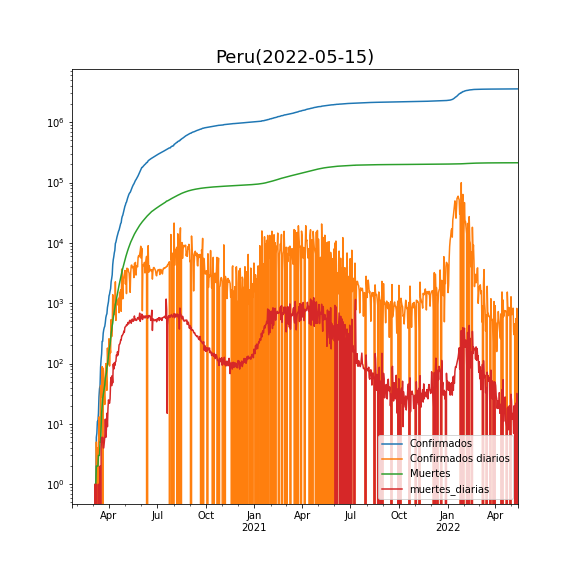 Peru(2022-05-15)
10⁶
10⁵
10⁴
10³
10²
10¹
10⁰
Confirmados
Confirmados diarios
Muertes
muertes_diarias
Apr Jul Oct Jan Apr Jul Oct Jan Apr
2021 2022